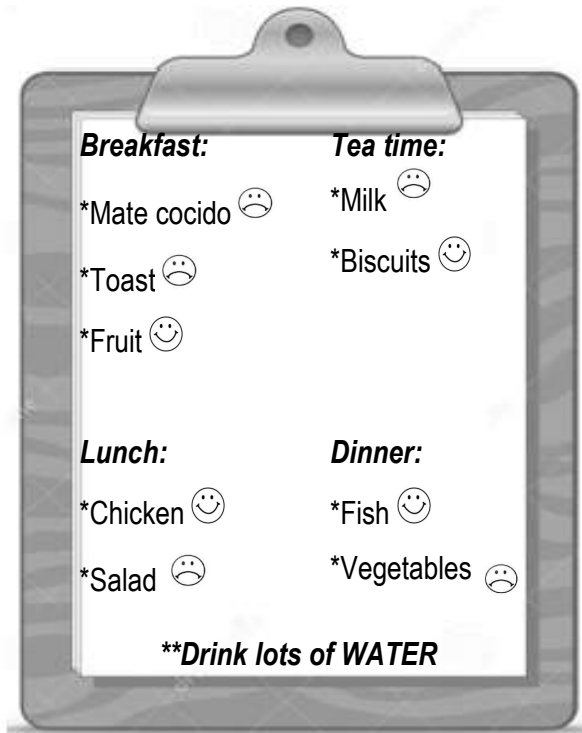 Breakfast:
*Mate cocido
*Toast
*Fruit
Tea time:
*Milk
*Biscuits
Lunch:
*Chicken
*Salad
Dinner:
*Fish
*Vegetables
**Drink lots of WATER